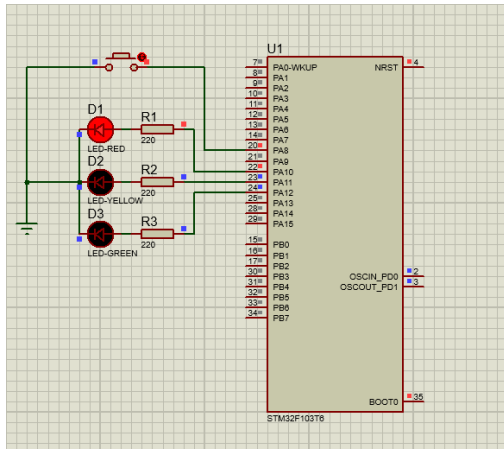 U1
7 PA0-WKUP NRST 4
8 PA1
9 PA2
10 PA3
11 PA4
12 PA5
13 PA6
14 PA7
20 PA8
21 PA9
22 PA10
23 PA11
24 PA12
25 PA13
28 PA14
29 PA15
15 PB0
16 PB1
17 PB2
30 PB3 OSCIN_PD0 2
31 PB4 OSCOUT_PD1 3
32 PB5
33 PB6
34 PB7
BOOT0 35
STM32F103T6
D1
LED-RED
R1
220
D2
LED-YELLOW
R2
220
D3
LED-GREEN
R3
220